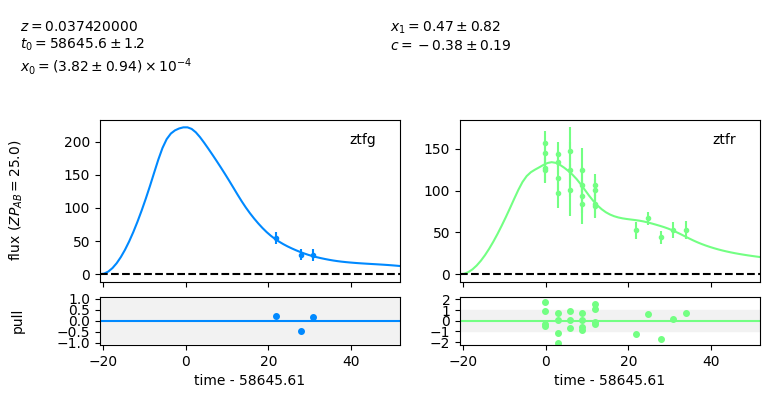 z = 0.037420000
t₀ = 58645.6 ± 1.2
x₀ = (3.82 ± 0.94) × 10⁻⁴
x₁ = 0.47 ± 0.82
c = −0.38 ± 0.19
flux (ZP_AB = 25.0)
200
150
100
50
0
ztfg
150
100
50
0
ztfr
pull
1.0
0.5
0.0
−0.5
−1.0
−20 0 20 40
time - 58645.61
2
1
0
−1
−2
−20 0 20 40
time - 58645.61